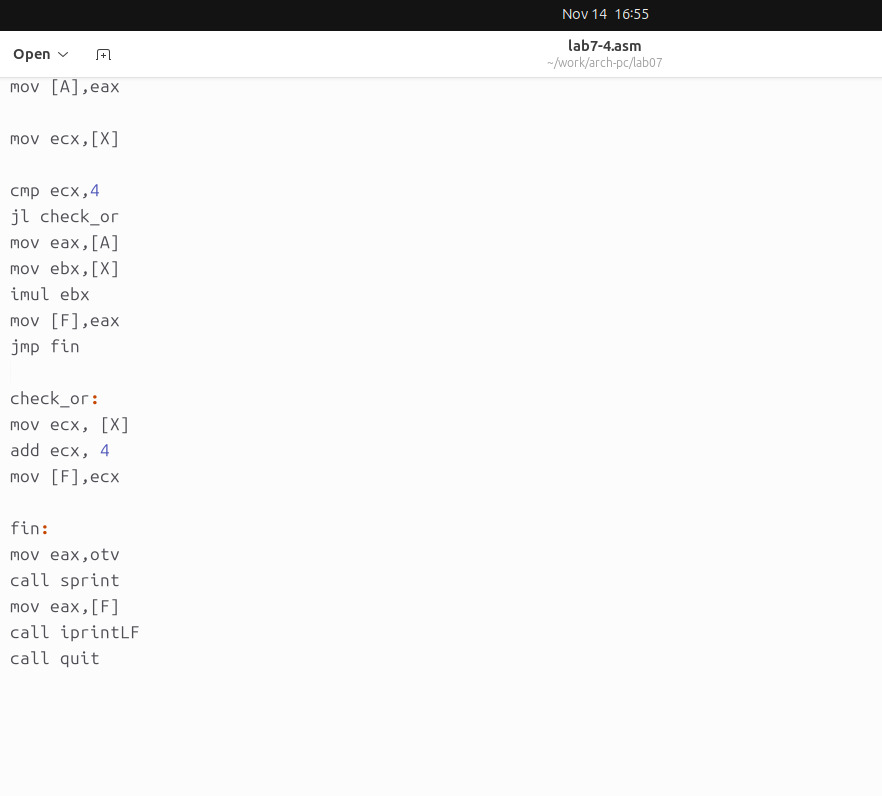 Nov 14 16:55
Open
lab7-4.asm
~/work/arch-pc/lab07
mov [A],eax
mov ecx,[X]
cmp ecx,4
jl check_or
mov eax,[A]
mov ebx,[X]
imul ebx
mov [F],eax
jmp fin
check_or:
mov ecx, [X]
add ecx, 4
mov [F],ecx
fin:
mov eax,otv
call sprint
mov eax,[F]
call iprintLF
call quit